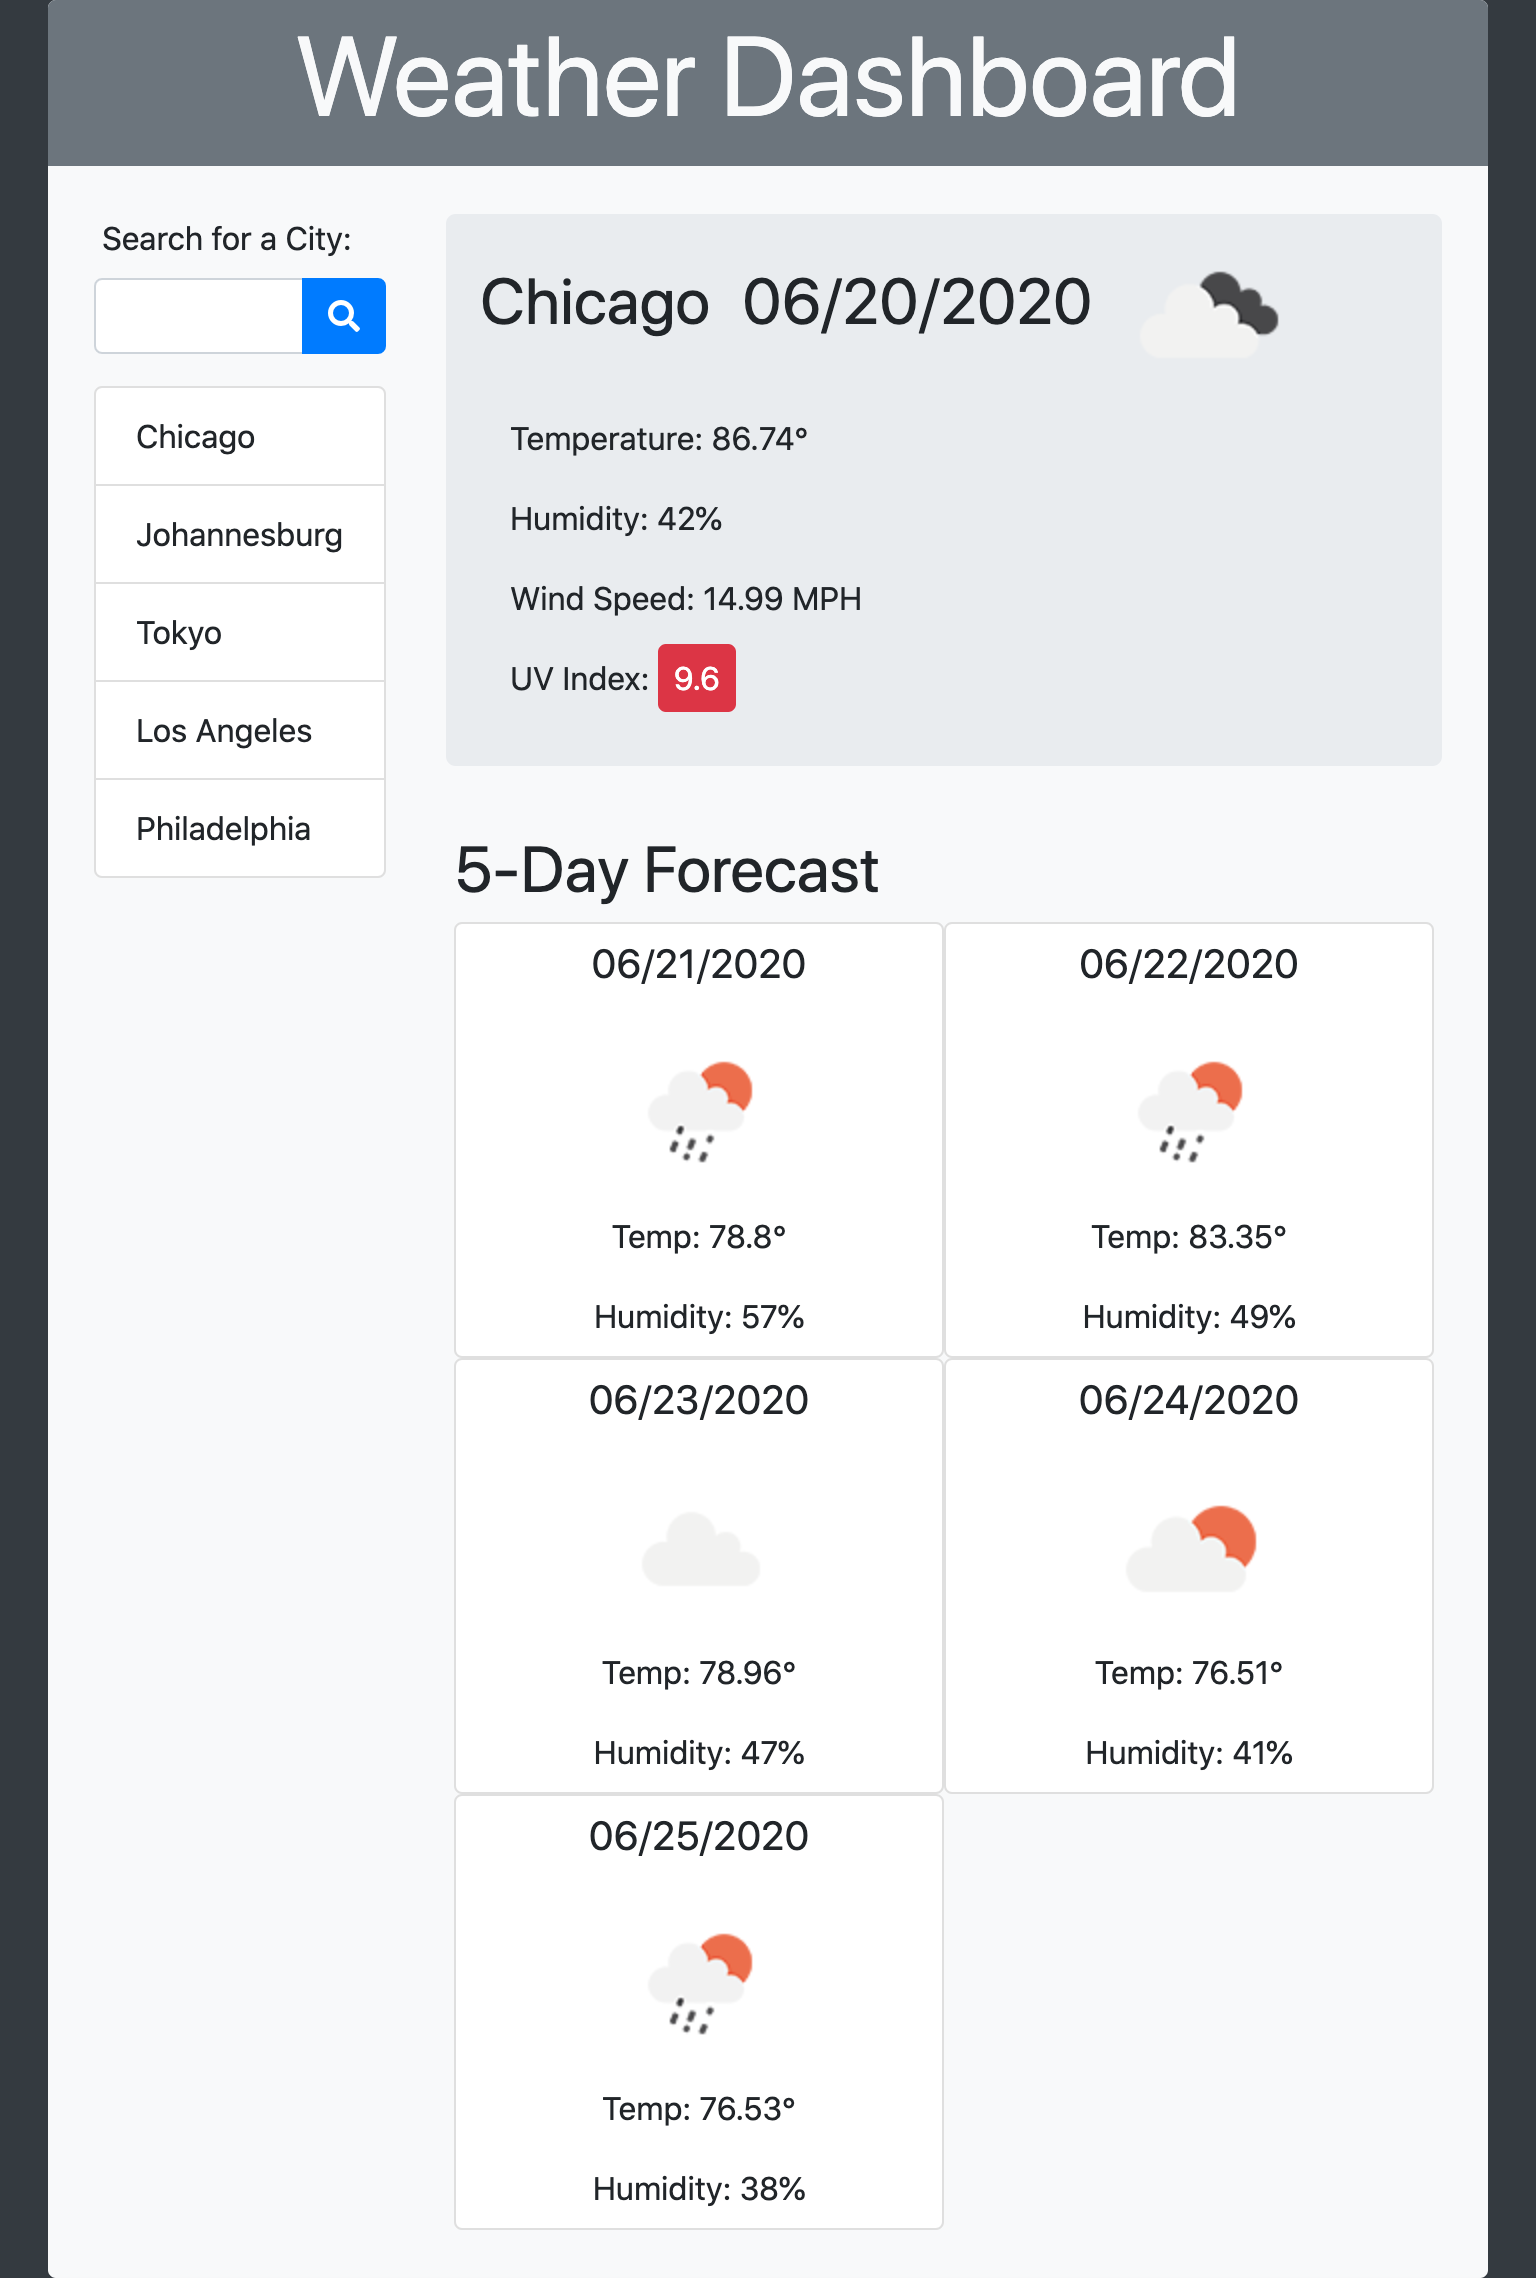 Weather Dashboard
Search for a City:
Chicago
Johannesburg
Tokyo
Los Angeles
Philadelphia
Chicago 06/20/2020
Temperature: 86.74°
Humidity: 42%
Wind Speed: 14.99 MPH
UV Index: 9.6
5-Day Forecast
06/21/2020
Temp: 78.8°
Humidity: 57%
06/22/2020
Temp: 83.35°
Humidity: 49%
06/23/2020
Temp: 78.96°
Humidity: 47%
06/24/2020
Temp: 76.51°
Humidity: 41%
06/25/2020
Temp: 76.53°
Humidity: 38%